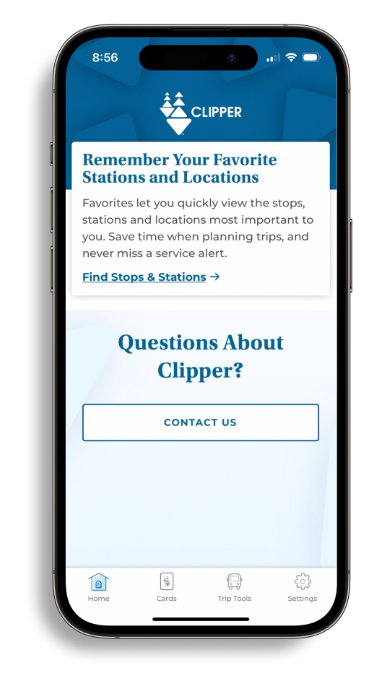 8:56
CLIPPER
Remember Your Favorite
Stations and Locations
Favorites let you quickly view the stops,
stations and locations most important to
you. Save time when planning trips, and
never miss a service alert.
Find Stops & Stations →
Questions About
Clipper?
CONTACT US
Home Cards Trip Tools Settings